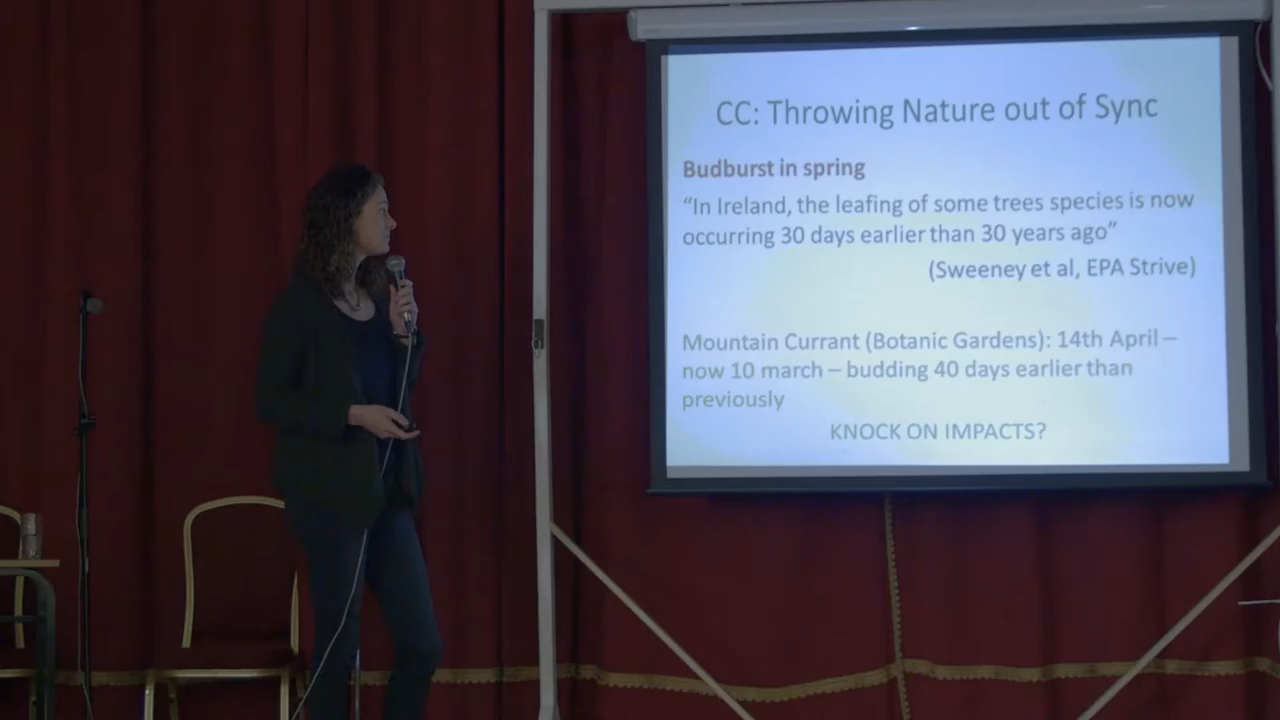 CC: Throwing Nature out of Sync
Budburst in spring
“In Ireland, the leafing of some trees species is now
occurring 30 days earlier than 30 years ago”
(Sweeney et al, EPA Strive)
Mountain Currant (Botanic Gardens): 14th April –
now 10 march – budding 40 days earlier than
previously
KNOCK ON IMPACTS?